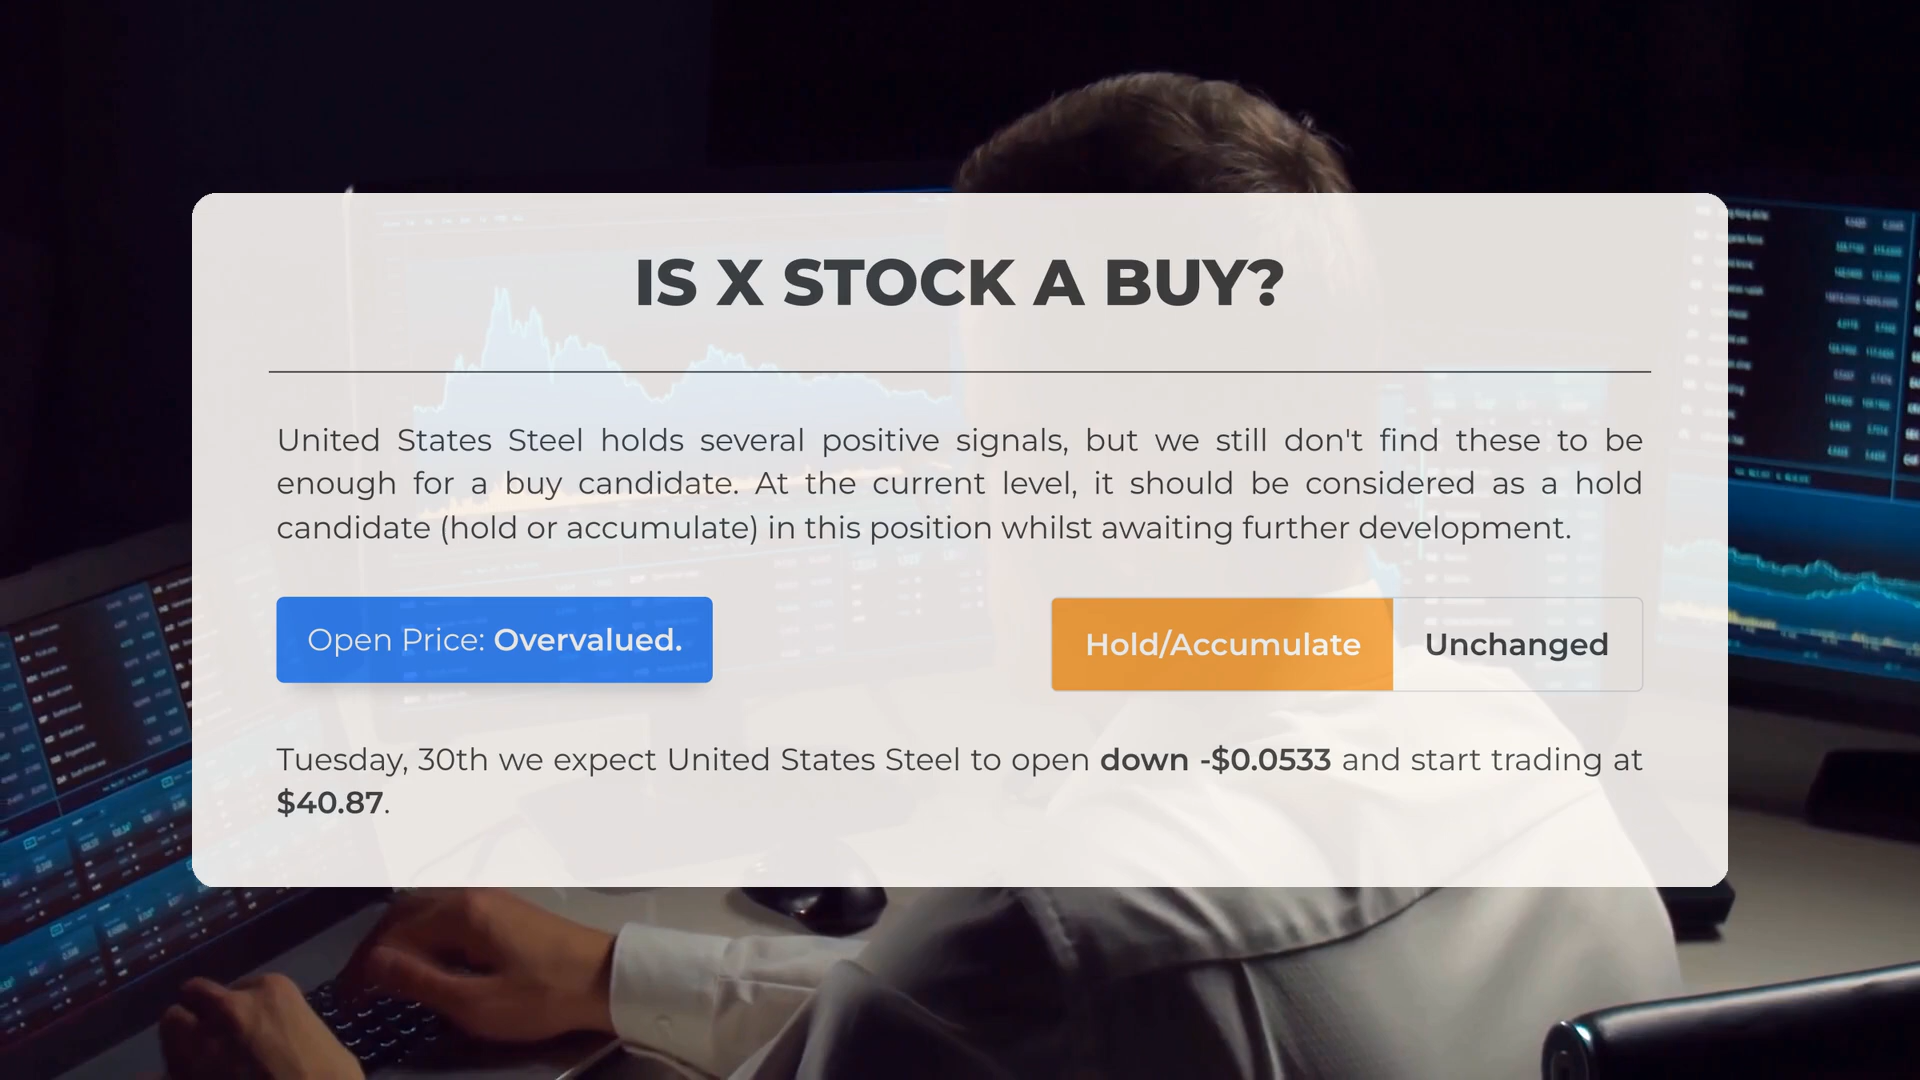 IS X STOCK A BUY?
United States Steel holds several positive signals, but we still don't find these to be
enough for a buy candidate. At the current level, it should be considered as a hold
candidate (hold or accumulate) in this position whilst awaiting further development.
Open Price: Overvalued.
Hold/Accumulate Unchanged
Tuesday, 30th we expect United States Steel to open down -$0.0533 and start trading at
$40.87.